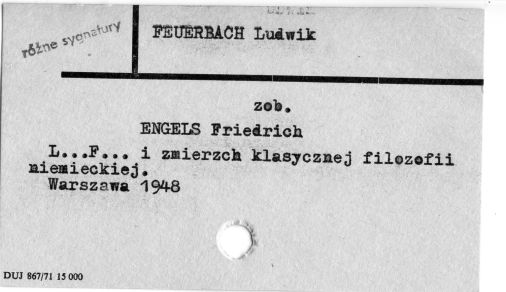 różne sygnatury
FEUERBACH Ludwik
zob.
ENGELS Friedrich
L...F... i zmierzch klasycznej filozofii
niemieckiej.
Warszawa 1948
DUJ 867/71 15 000